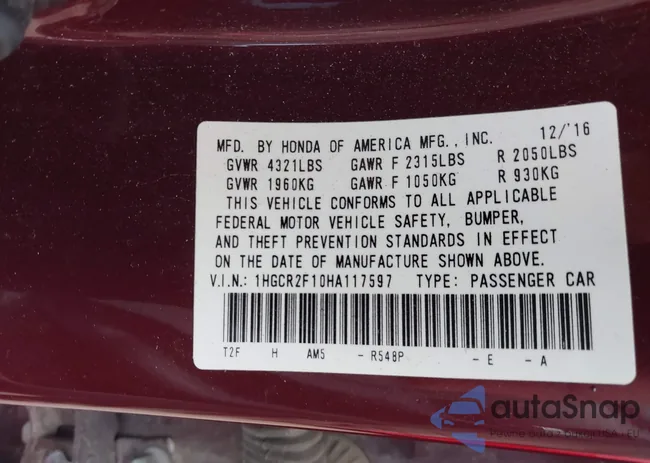 MFD. BY HONDA OF AMERICA MFG., INC. 12/'16
GVWR 4321LBS GAWR F 2315LBS R 2050LBS
GVWR 1960KG GAWR F 1050KG R 930KG
THIS VEHICLE CONFORMS TO ALL APPLICABLE
FEDERAL MOTOR VEHICLE SAFETY, BUMPER,
AND THEFT PREVENTION STANDARDS IN EFFECT
ON THE DATE OF MANUFACTURE SHOWN ABOVE.
V.I.N.: 1HGCR2F10HA117597 TYPE: PASSENGER CAR
T2F H AM5 - R548P - E - A
autaSnap